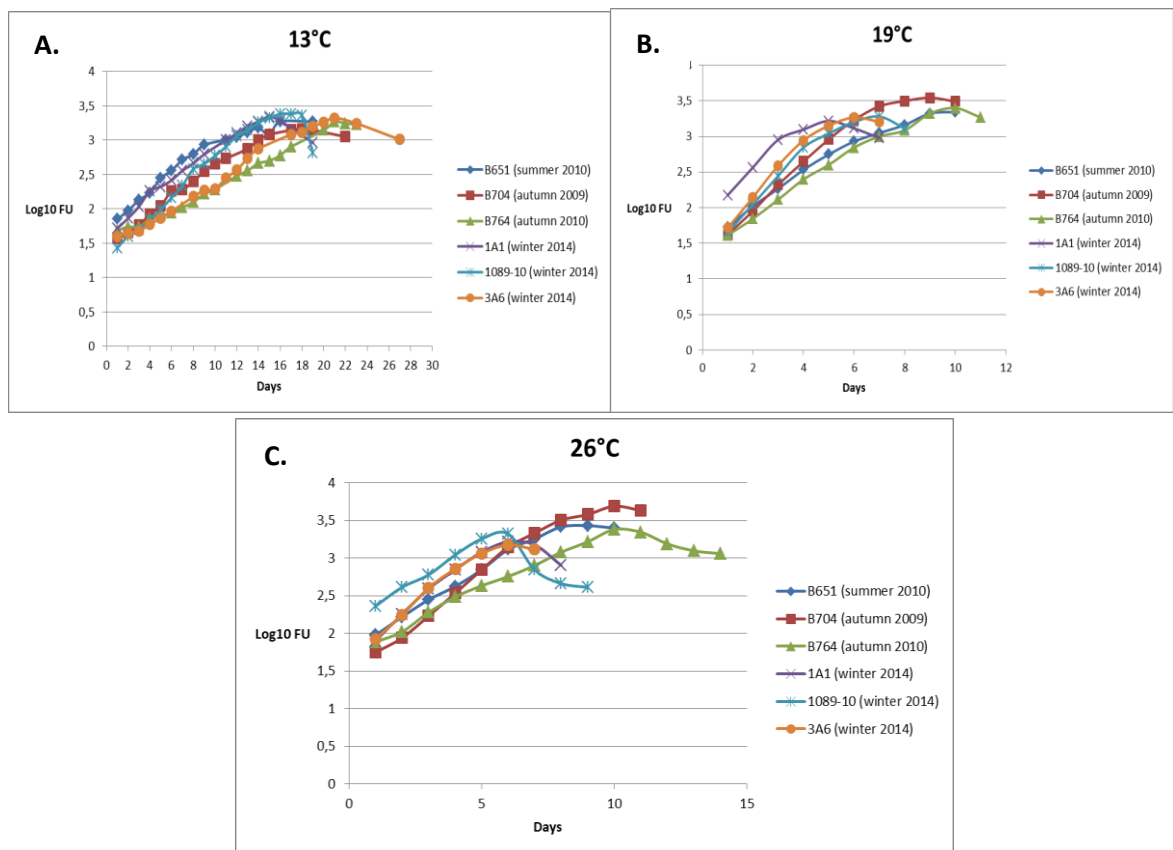 A.
13°C
4
3,5
3
2,5
2
1,5
1
0,5
0
Log10 FU
0 2 4 6 8 10 12 14 16 18 20 22 24 26 28 30
Days
B651 (summer 2010)
B704 (autumn 2009)
B764 (autumn 2010)
1A1 (winter 2014)
1089-10 (winter 2014)
3A6 (winter 2014)
B.
19°C
3,5
3
2,5
2
1,5
1
0,5
0
Log10 FU
0 2 4 6 8 10 12
Days
B651 (summer 2010)
B704 (autumn 2009)
B764 (autumn 2010)
1A1 (winter 2014)
1089-10 (winter 2014)
3A6 (winter 2014)
C.
26°C
4
3,5
3
2,5
2
1,5
1
0,5
0
Log10 FU
0 5 10 15
Days
B651 (summer 2010)
B704 (autumn 2009)
B764 (autumn 2010)
1A1 (winter 2014)
1089-10 (winter 2014)
3A6 (winter 2014)